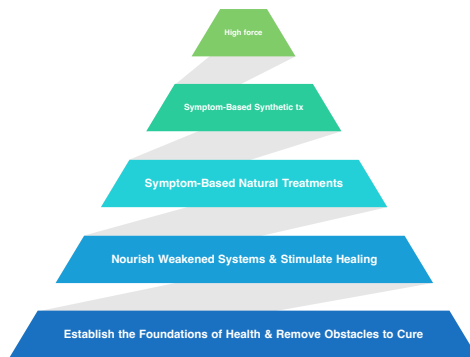 High force
Symptom-Based Synthetic tx
Symptom-Based Natural Treatments
Nourish Weakened Systems & Stimulate Healing
Establish the Foundations of Health & Remove Obstacles to Cure